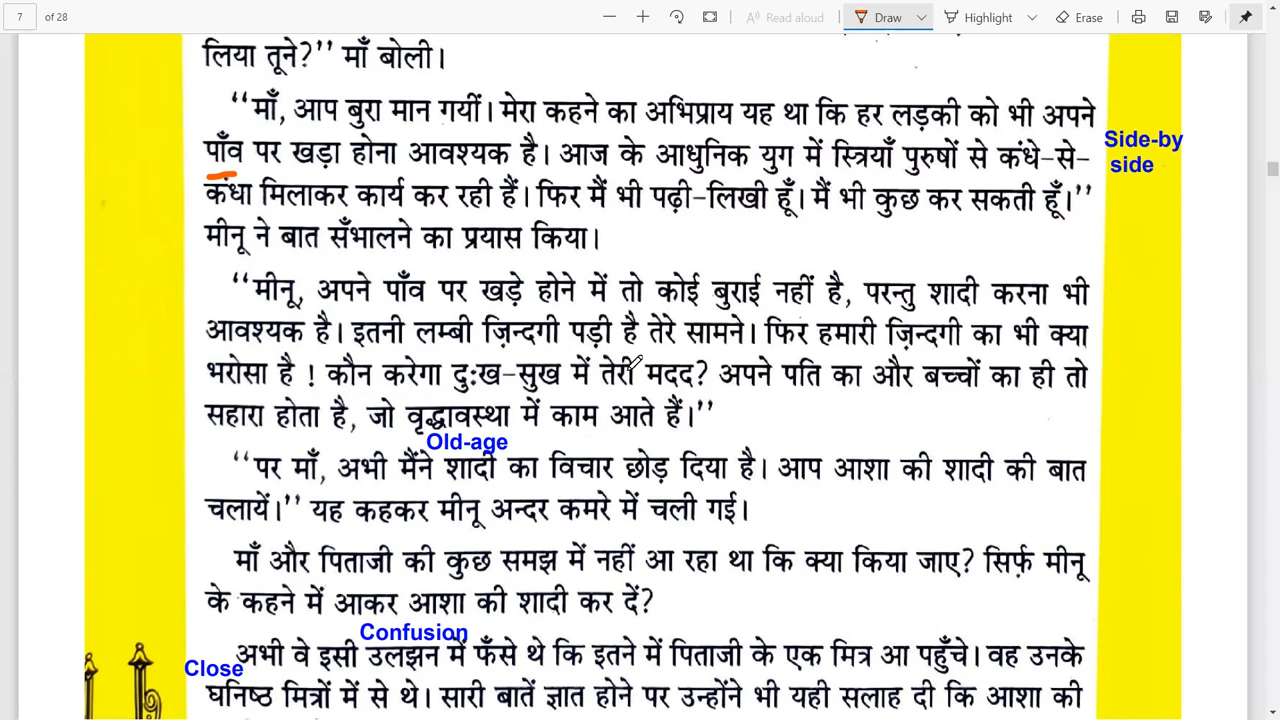 7 of 28
Read aloud
Draw
Highlight
Erase
लिया तूने?’’ माँ बोली।
‘‘माँ, आप बुरा मान गयीं। मेरा कहने का अभिप्राय यह था कि हर लड़की को भी अपने
पाँव पर खड़ा होना आवश्यक है। आज के आधुनिक युग में स्त्रियाँ पुरुषों से कंधे-से-
Side-by
side
कंधा मिलाकर कार्य कर रही हैं। फिर मैं भी पढ़ी-लिखी हूँ। मैं भी कुछ कर सकती हूँ।’’
मीनू ने बात सँभालने का प्रयास किया।
‘‘मीनू, अपने पाँव पर खड़े होने में तो कोई बुराई नहीं है, परन्तु शादी करना भी
आवश्यक है। इतनी लम्बी ज़िन्दगी पड़ी है तेरे सामने। फिर हमारी ज़िन्दगी का भी क्या
भरोसा है ! कौन करेगा दुःख-सुख में तेरी मदद? अपने पति का और बच्चों का ही तो
सहारा होता है, जो वृद्धावस्था में काम आते हैं।’’
Old-age
‘‘पर माँ, अभी मैंने शादी का विचार छोड़ दिया है। आप आशा की शादी की बात
चलायें।’’ यह कहकर मीनू अन्दर कमरे में चली गई।
माँ और पिताजी की कुछ समझ में नहीं आ रहा था कि क्या किया जाए? सिर्फ़ मीनू
के कहने में आकर आशा की शादी कर दें?
Confusion
अभी वे इसी उलझन में फँसे थे कि इतने में पिताजी के एक मित्र आ पहुँचे। वह उनके
Close
घनिष्ठ मित्रों में से थे। सारी बातें ज्ञात होने पर उन्होंने भी यही सलाह दी कि आशा की